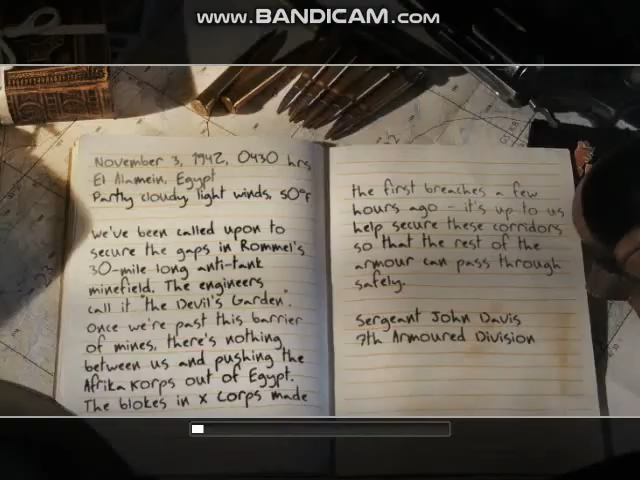 www.BANDICAM.com
November 3, 1942, 0430 hrs
El Alamein, Egypt
Partly cloudy, light winds, 50°F
We've been called upon to
secure the gaps in Rommel's
30-mile long anti-tank
minefield. The engineers
call it "the Devil's Garden".
Once we're past this barrier
of mines, there's nothing
between us and pushing the
Afrika Korps out of Egypt.
The blokes in X Corps made
the first breaches a few
hours ago - it's up to us
help secure these corridors
so that the rest of the
armour can pass through
safely.
Sergeant John Davis
7th Armoured Division